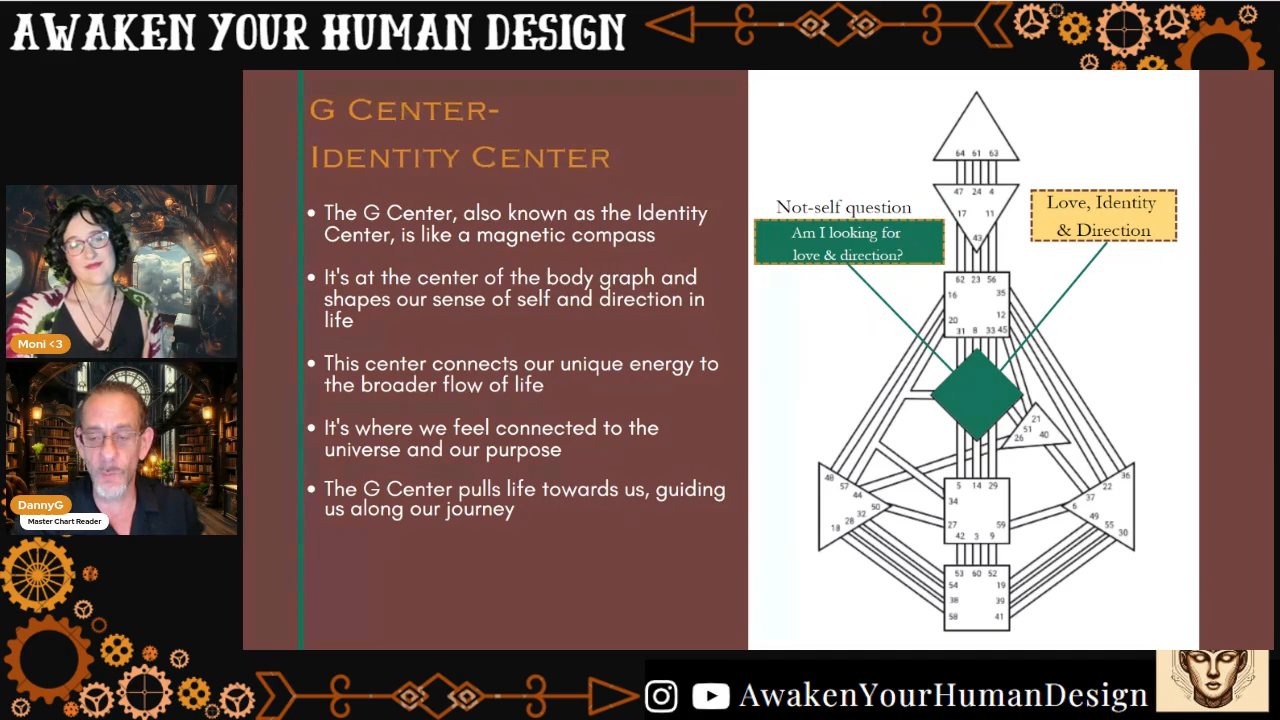 AWAKEN YOUR HUMAN DESIGN
G CENTER-
IDENTITY CENTER
• The G Center, also known as the Identity
Center, is like a magnetic compass
• It's at the center of the body graph and
shapes our sense of self and direction in
life
• This center connects our unique energy to
the broader flow of life
• It's where we feel connected to the
universe and our purpose
• The G Center pulls life towards us, guiding
us along our journey
Moni <3
DannyG
Master Chart Reader
Not-self question
Am I looking for
love & direction?
Love, Identity
& Direction
64 61 63
47 24 4
17 11
43
62 23 56
16 35
20 12
31 8 33 45
21
51
26 40
48
57
44
50
32
28
18
36
22
37
6
49
55
30
5 14 29
34
27 59
42 3 9
53 60 52
54 19
38 39
58 41
AwakenYourHumanDesign